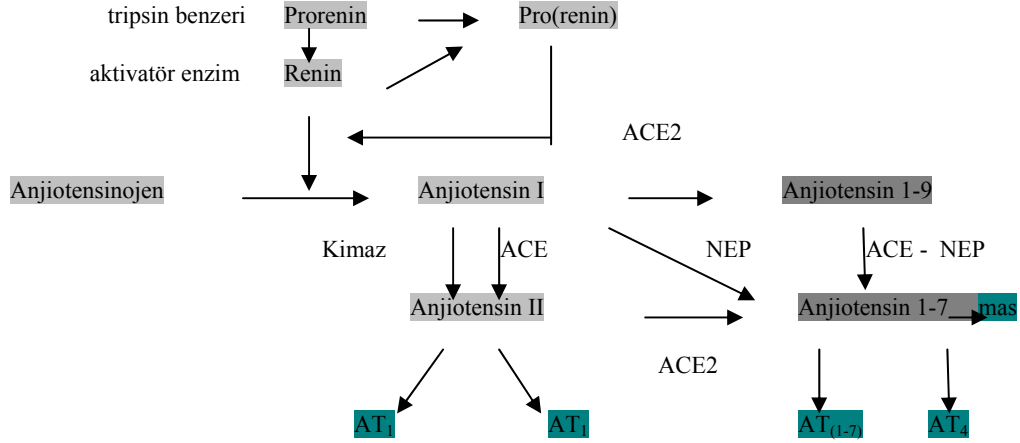 tripsin benzeri Prorenin Pro(renin)
aktivatör enzim Renin
ACE2
Anjiotensinojen Anjiotensin I Anjiotensin 1-9
Kimaz ACE NEP ACE - NEP
Anjiotensin II Anjiotensin 1-7 mas
ACE2
AT₁ AT₁ AT₍₁₋₇₎ AT₄